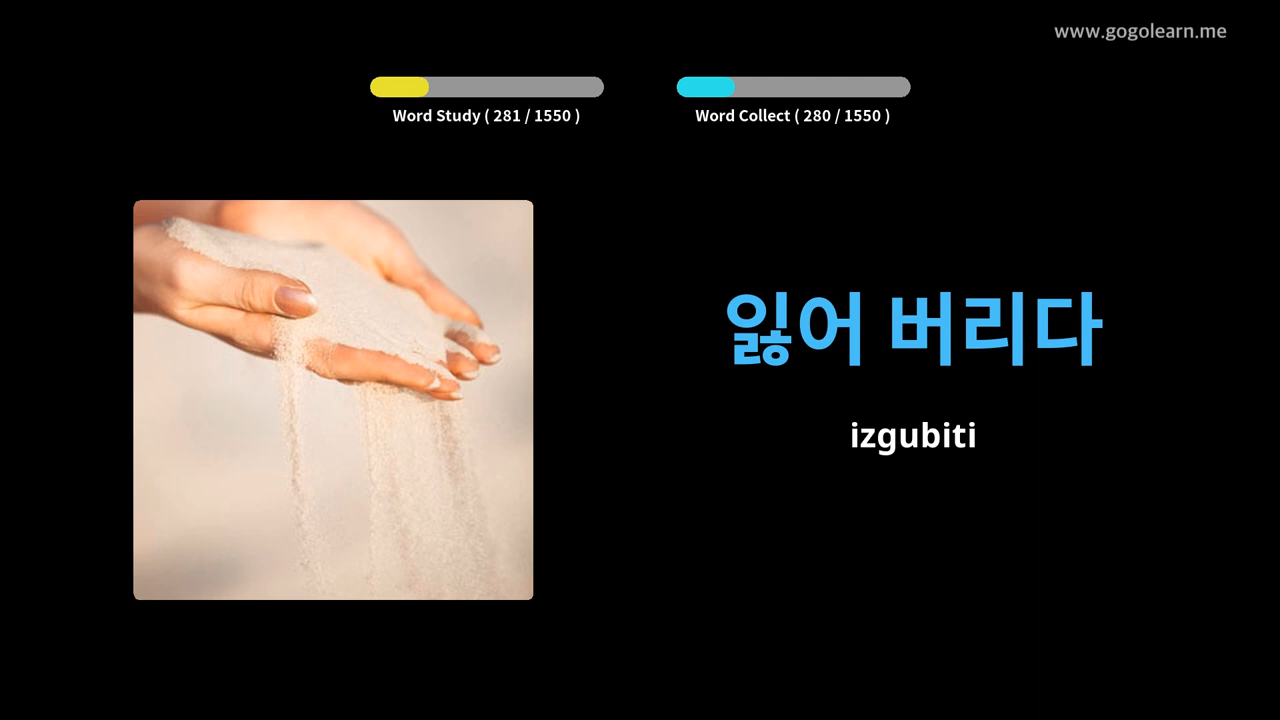 www.gogolearn.me
Word Study ( 281 / 1550 )
Word Collect ( 280 / 1550 )
잃어 버리다
izgubiti